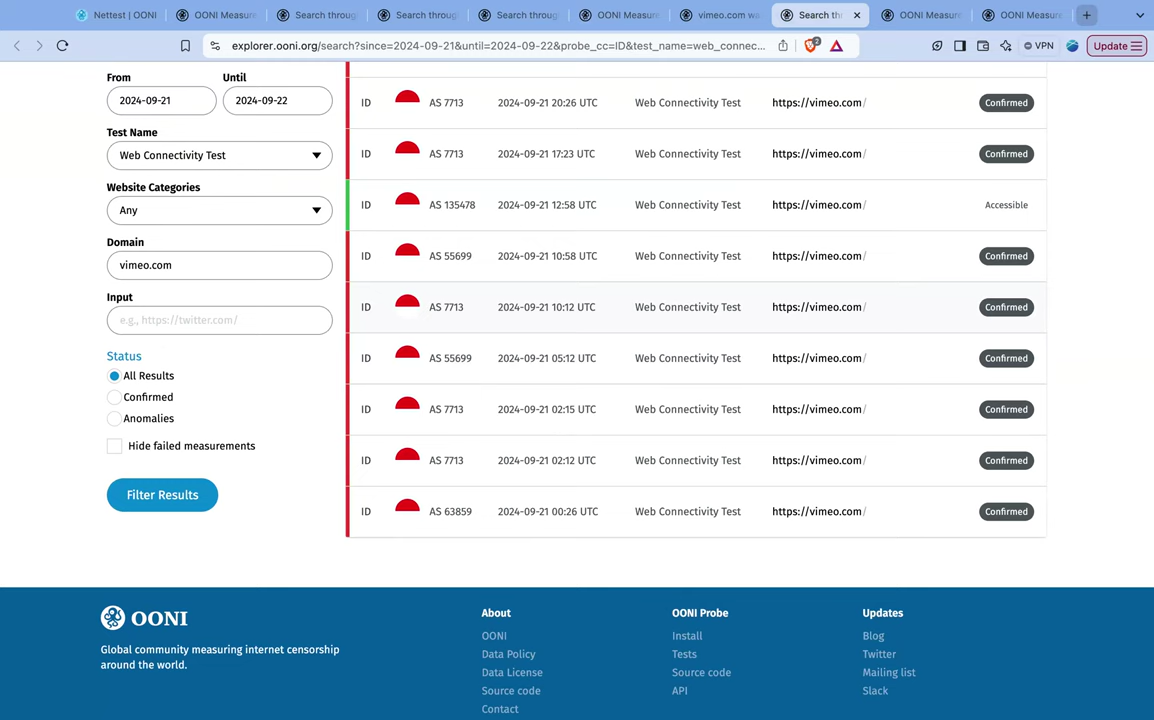 Nettest | OONI
OONI Measure
Search throug
Search throug
Search throug
OONI Measure
vimeo.com wa
Search th
OONI Measure
OONI Measure
explorer.ooni.org/search?since=2024-09-21&until=2024-09-22&probe_cc=ID&test_name=web_connec...
2
VPN
Update
From
Until
2024-09-21
2024-09-22
Test Name
Web Connectivity Test
Website Categories
Any
Domain
vimeo.com
Input
e.g., https://twitter.com/
Status
All Results
Confirmed
Anomalies
Hide failed measurements
Filter Results
ID AS 7713 2024-09-21 20:26 UTC Web Connectivity Test https://vimeo.com/ Confirmed
ID AS 7713 2024-09-21 17:23 UTC Web Connectivity Test https://vimeo.com/ Confirmed
ID AS 135478 2024-09-21 12:58 UTC Web Connectivity Test https://vimeo.com/ Accessible
ID AS 55699 2024-09-21 10:58 UTC Web Connectivity Test https://vimeo.com/ Confirmed
ID AS 7713 2024-09-21 10:12 UTC Web Connectivity Test https://vimeo.com/ Confirmed
ID AS 55699 2024-09-21 05:12 UTC Web Connectivity Test https://vimeo.com/ Confirmed
ID AS 7713 2024-09-21 02:15 UTC Web Connectivity Test https://vimeo.com/ Confirmed
ID AS 7713 2024-09-21 02:12 UTC Web Connectivity Test https://vimeo.com/ Confirmed
ID AS 63859 2024-09-21 00:26 UTC Web Connectivity Test https://vimeo.com/ Confirmed
OONI
Global community measuring internet censorship
around the world.
About
OONI
Data Policy
Data License
Source code
Contact
OONI Probe
Install
Tests
Source code
API
Updates
Blog
Twitter
Mailing list
Slack